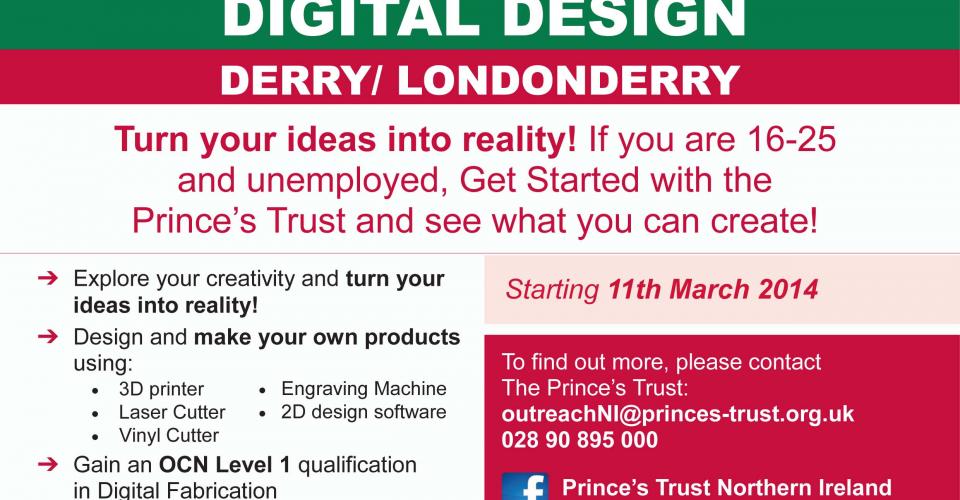 DIGITAL DESIGN
DERRY/ LONDONDERRY
Turn your ideas into reality! If you are 16-25
and unemployed, Get Started with the
Prince's Trust and see what you can create!
➔ Explore your creativity and turn your
ideas into reality!
➔ Design and make your own products
using:
• 3D printer
• Laser Cutter
• Vinyl Cutter
• Engraving Machine
• 2D design software
➔ Gain an OCN Level 1 qualification
in Digital Fabrication
Starting 11th March 2014
To find out more, please contact
The Prince's Trust:
outreachNI@princes-trust.org.uk
028 90 895 000
f Prince's Trust Northern Ireland